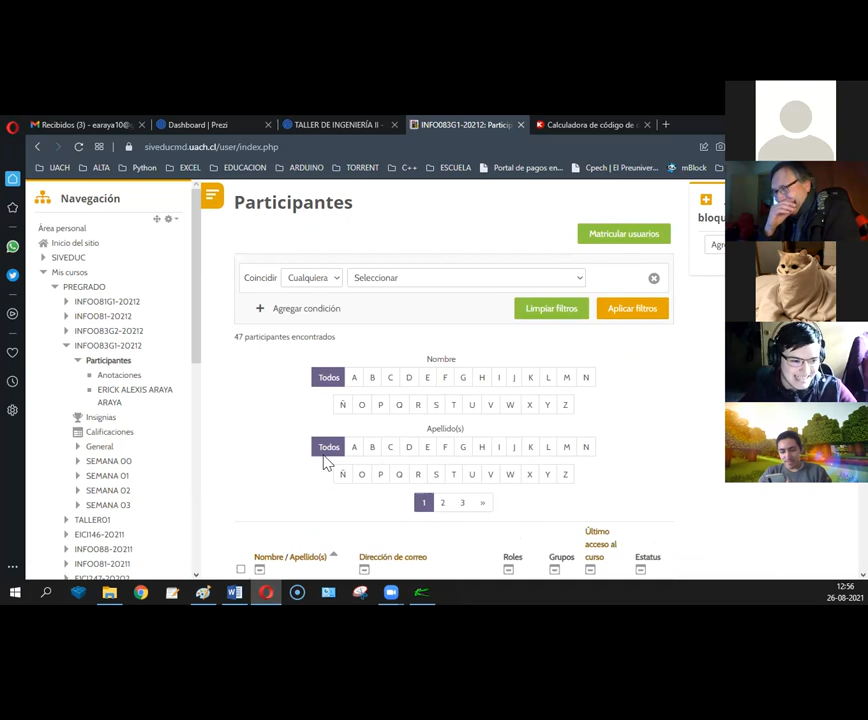 Recibidos (3) - earaya10@
Dashboard | Prezi
TALLER DE INGENIERÍA II -
INFO083G1-20212: Particip
Calculadora de código de c
siveducmd.uach.cl/user/index.php
UACH
ALTA
Python
EXCEL
EDUCACION
ARDUINO
TORRENT
C++
ESCUELA
Portal de pagos en...
Cpech | El Preuniver...
mBlock
Navegación
Área personal
Inicio del sitio
SIVEDUC
Mis cursos
PREGRADO
INFO081G1-20212
INFO081-20212
INFO083G2-20212
INFO083G1-20212
Participantes
Anotaciones
ERICK ALEXIS ARAYA
ARAYA
Insignias
Calificaciones
General
SEMANA 00
SEMANA 01
SEMANA 02
SEMANA 03
TALLER01
EICI146-20211
INFO088-20211
INFO081-20211
EICI247-20202
Participantes
Matricular usuarios
Coincidir Cualquiera Seleccionar
Agregar condición
Limpiar filtros
Aplicar filtros
47 participantes encontrados
Nombre
Todos A B C D E F G H I J K L M N
Ñ O P Q R S T U V W X Y Z
Apellido(s)
Todos A B C D E F G H I J K L M N
Ñ O P Q R S T U V W X Y Z
1 2 3 »
Nombre / Apellido(s)
Dirección de correo
Roles
Grupos
Último
acceso al
curso
Estatus
bloqu
Agre
12:56
26-08-2021